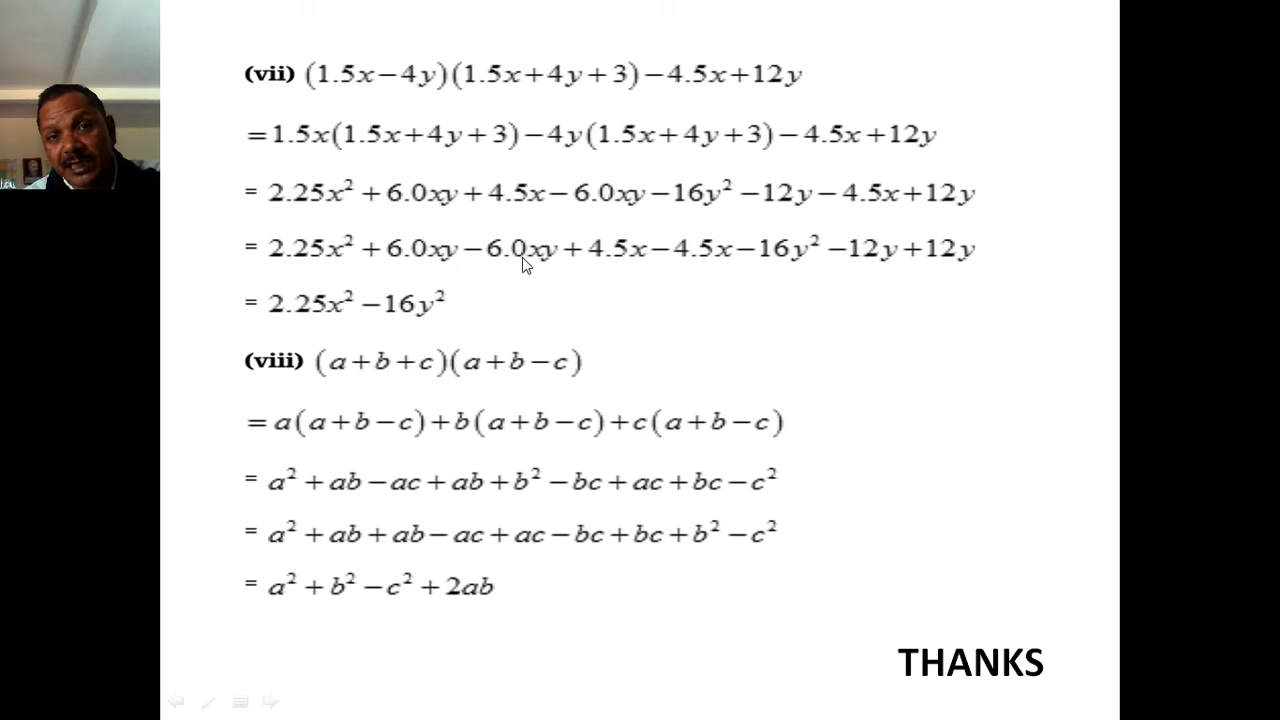 (vii) (1.5x−4y)(1.5x+4y+3)−4.5x+12y
=1.5x(1.5x+4y+3)−4y(1.5x+4y+3)−4.5x+12y
= 2.25x²+6.0xy+4.5x−6.0xy−16y²−12y−4.5x+12y
= 2.25x²+6.0xy−6.0xy+4.5x−4.5x−16y²−12y+12y
= 2.25x²−16y²
(viii) (a+b+c)(a+b−c)
=a(a+b−c)+b(a+b−c)+c(a+b−c)
= a²+ab−ac+ab+b²−bc+ac+bc−c²
= a²+ab+ab−ac+ac−bc+bc+b²−c²
= a²+b²−c²+2ab
THANKS